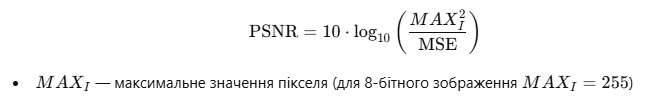 PSNR = 10 · log₁₀ (MAX_I² / MSE)
• MAX_I — максимальне значення пікселя (для 8-бітного зображення MAX_I = 255)